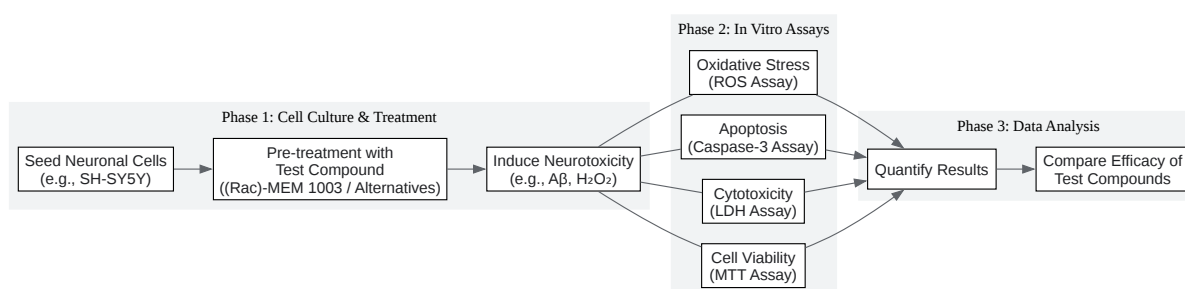 Phase 1: Cell Culture & Treatment
Seed Neuronal Cells
(e.g., SH-SY5Y)
Pre-treatment with
Test Compound
((Rac)-MEM 1003 / Alternatives)
Induce Neurotoxicity
(e.g., Aβ, H₂O₂)
Phase 2: In Vitro Assays
Oxidative Stress
(ROS Assay)
Apoptosis
(Caspase-3 Assay)
Cytotoxicity
(LDH Assay)
Cell Viability
(MTT Assay)
Phase 3: Data Analysis
Quantify Results
Compare Efficacy of
Test Compounds